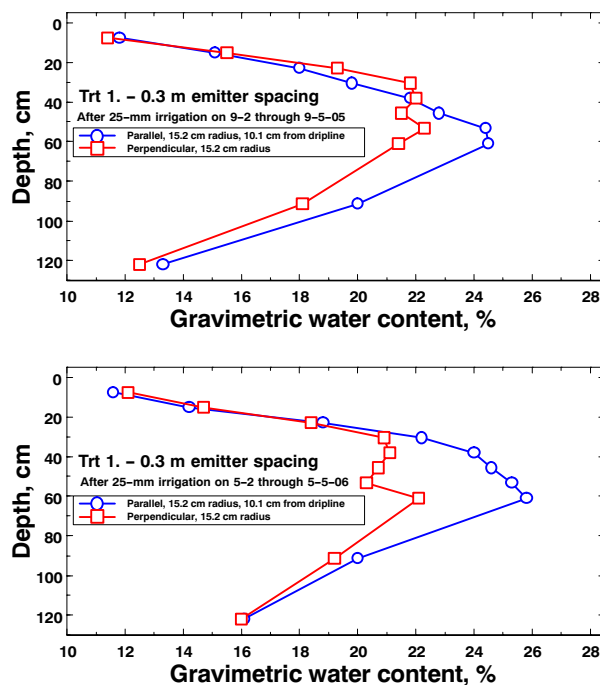 0
20
40
60
80
100
120
Depth, cm
Trt 1. – 0.3 m emitter spacing
After 25-mm irrigation on 9-2 through 9-5-05
Parallel, 15.2 cm radius, 10.1 cm from dripline
Perpendicular, 15.2 cm radius
10 12 14 16 18 20 22 24 26 28
Gravimetric water content, %
0
20
40
60
80
100
120
Depth, cm
Trt 1. – 0.3 m emitter spacing
After 25-mm irrigation on 5-2 through 5-5-06
Parallel, 15.2 cm radius, 10.1 cm from dripline
Perpendicular, 15.2 cm radius
10 12 14 16 18 20 22 24 26 28
Gravimetric water content, %